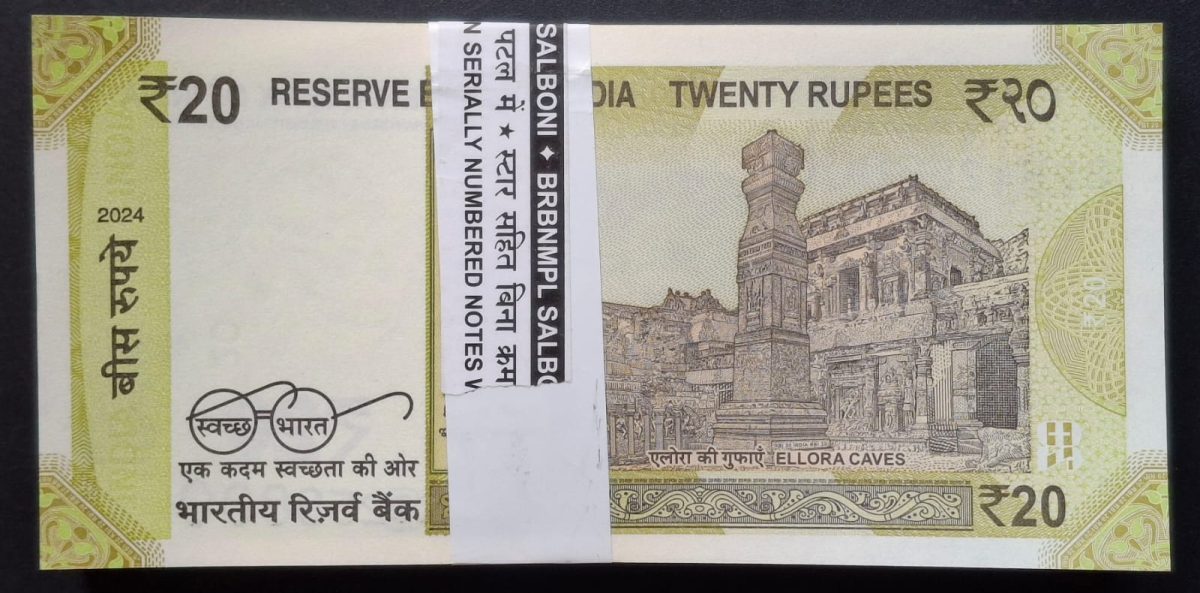 ₹20
RESERVE
DIA
TWENTY RUPEES
₹२०
2024
बीस रुपये
स्वच्छ भारत
एक कदम स्वच्छता की ओर
भारतीय रिज़र्व बैंक
SALBONI ✦ BRBNMPL SALBO
पटल में ★ स्टार सहित बिना क्रम
N SERIALLY NUMBERED NOTES W
₹20
एलोरा की गुफाएँ ELLORA CAVES
₹20